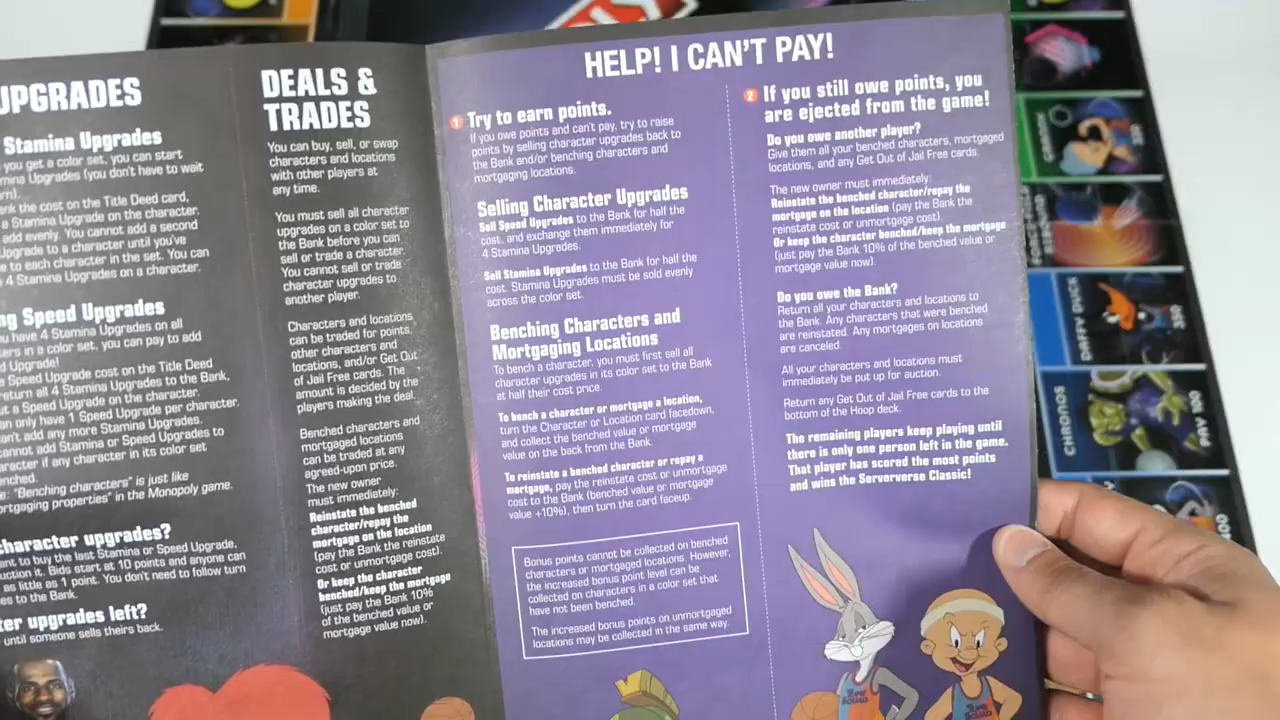 UPGRADES
Stamina Upgrades
you get a color set, you can start
Stamina Upgrades (you don't have to wait
the cost on the Title Deed card,
a Stamina Upgrade on the character.
add evenly. You cannot add a second
Upgrade to a character until you've
to each character in the set. You can
4 Stamina Upgrades on a character.
Speed Upgrades
have 4 Stamina Upgrades on all
in a color set, you can pay to add
Upgrade!
Speed Upgrade cost on the Title Deed
return all 4 Stamina Upgrades to the Bank,
a Speed Upgrade on the character.
only have 1 Speed Upgrade per character.
add any more Stamina Upgrades.
cannot add Stamina or Speed Upgrades to
if any character in its color set
"Benching characters" is just like
properties" in the Monopoly game.
character upgrades?
to buy the last Stamina or Speed Upgrade,
it. Bids start at 10 points and anyone can
as little as 1 point. You don't need to follow turn
to the Bank.
upgrades left?
until someone sells theirs back.
DEALS &
TRADES
You can buy, sell, or swap
characters and locations
with other players at
any time.
You must sell all character
upgrades on a color set to
the Bank before you can
sell or trade a character.
You cannot sell or trade
character upgrades to
another player.
Characters and locations
can be traded for points,
other characters and
locations, and/or Get Out
of Jail Free cards. The
amount is decided by the
players making the deal.
Benched characters and
mortgaged locations
can be traded at any
agreed-upon price.
The new owner
must immediately:
Reinstate the benched
character/repay the
mortgage on the location
(pay the Bank the reinstate
cost or unmortgage cost).
Or keep the character
benched/keep the mortgage
(just pay the Bank 10%
of the benched value or
mortgage value now).
HELP! I CAN'T PAY!
1 Try to earn points.
If you owe points and can't pay, try to raise
points by selling character upgrades back to
the Bank and/or benching characters and
mortgaging locations.
Selling Character Upgrades
Sell Speed Upgrades to the Bank for half the
cost, and exchange them immediately for
4 Stamina Upgrades.
Sell Stamina Upgrades to the Bank for half the
cost. Stamina Upgrades must be sold evenly
across the color set.
Benching Characters and
Mortgaging Locations
To bench a character, you must first sell all
character upgrades in its color set to the Bank
at half their cost price.
To bench a character or mortgage a location,
turn the Character or Location card facedown,
and collect the benched value or mortgage
value on the back from the Bank.
To reinstate a benched character or repay a
mortgage, pay the reinstate cost or unmortgage
cost to the Bank (benched value or mortgage
value +10%), then turn the card faceup.
Bonus points cannot be collected on benched
characters or mortgaged locations. However,
the increased bonus point level can be
collected on characters in a color set that
have not been benched.
The increased bonus points on unmortgaged
locations may be collected in the same way.
2 If you still owe points, you
are ejected from the game!
Do you owe another player?
Give them all your benched characters, mortgaged
locations, and any Get Out of Jail Free cards.
The new owner must immediately:
Reinstate the benched character/repay the
mortgage on the location (pay the Bank the
reinstate cost or unmortgage cost).
Or keep the character benched/keep the mortgage
(just pay the Bank 10% of the benched value or
mortgage value now).
Do you owe the Bank?
Return all your characters and locations to
the Bank. Any characters that were benched
are reinstated. Any mortgages on locations
are canceled.
All your characters and locations must
immediately be put up for auction.
Return any Get Out of Jail Free cards to the
bottom of the Hoop deck.
The remaining players keep playing until
there is only one person left in the game.
That player has scored the most points
and wins the Serververse Classic!
GRANNY
350
DAFFY DUCK
350
CHRONOS
PAY 100
400
TUNE
SQUAD
TUNE
SQUAD